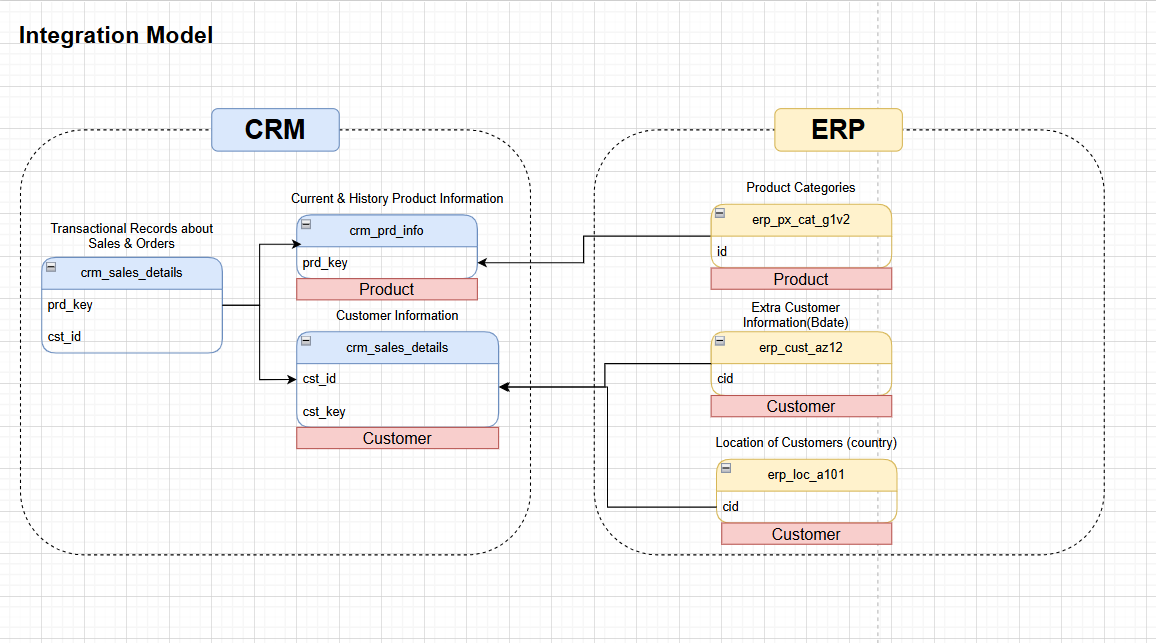 Integration Model
CRM
Transactional Records about
Sales & Orders
crm_sales_details
prd_key
cst_id
Current & History Product Information
crm_prd_info
prd_key
Product
Customer Information
crm_sales_details
cst_id
cst_key
Customer
ERP
Product Categories
erp_px_cat_g1v2
id
Product
Extra Customer
Information(Bdate)
erp_cust_az12
cid
Customer
Location of Customers (country)
erp_loc_a101
cid
Customer